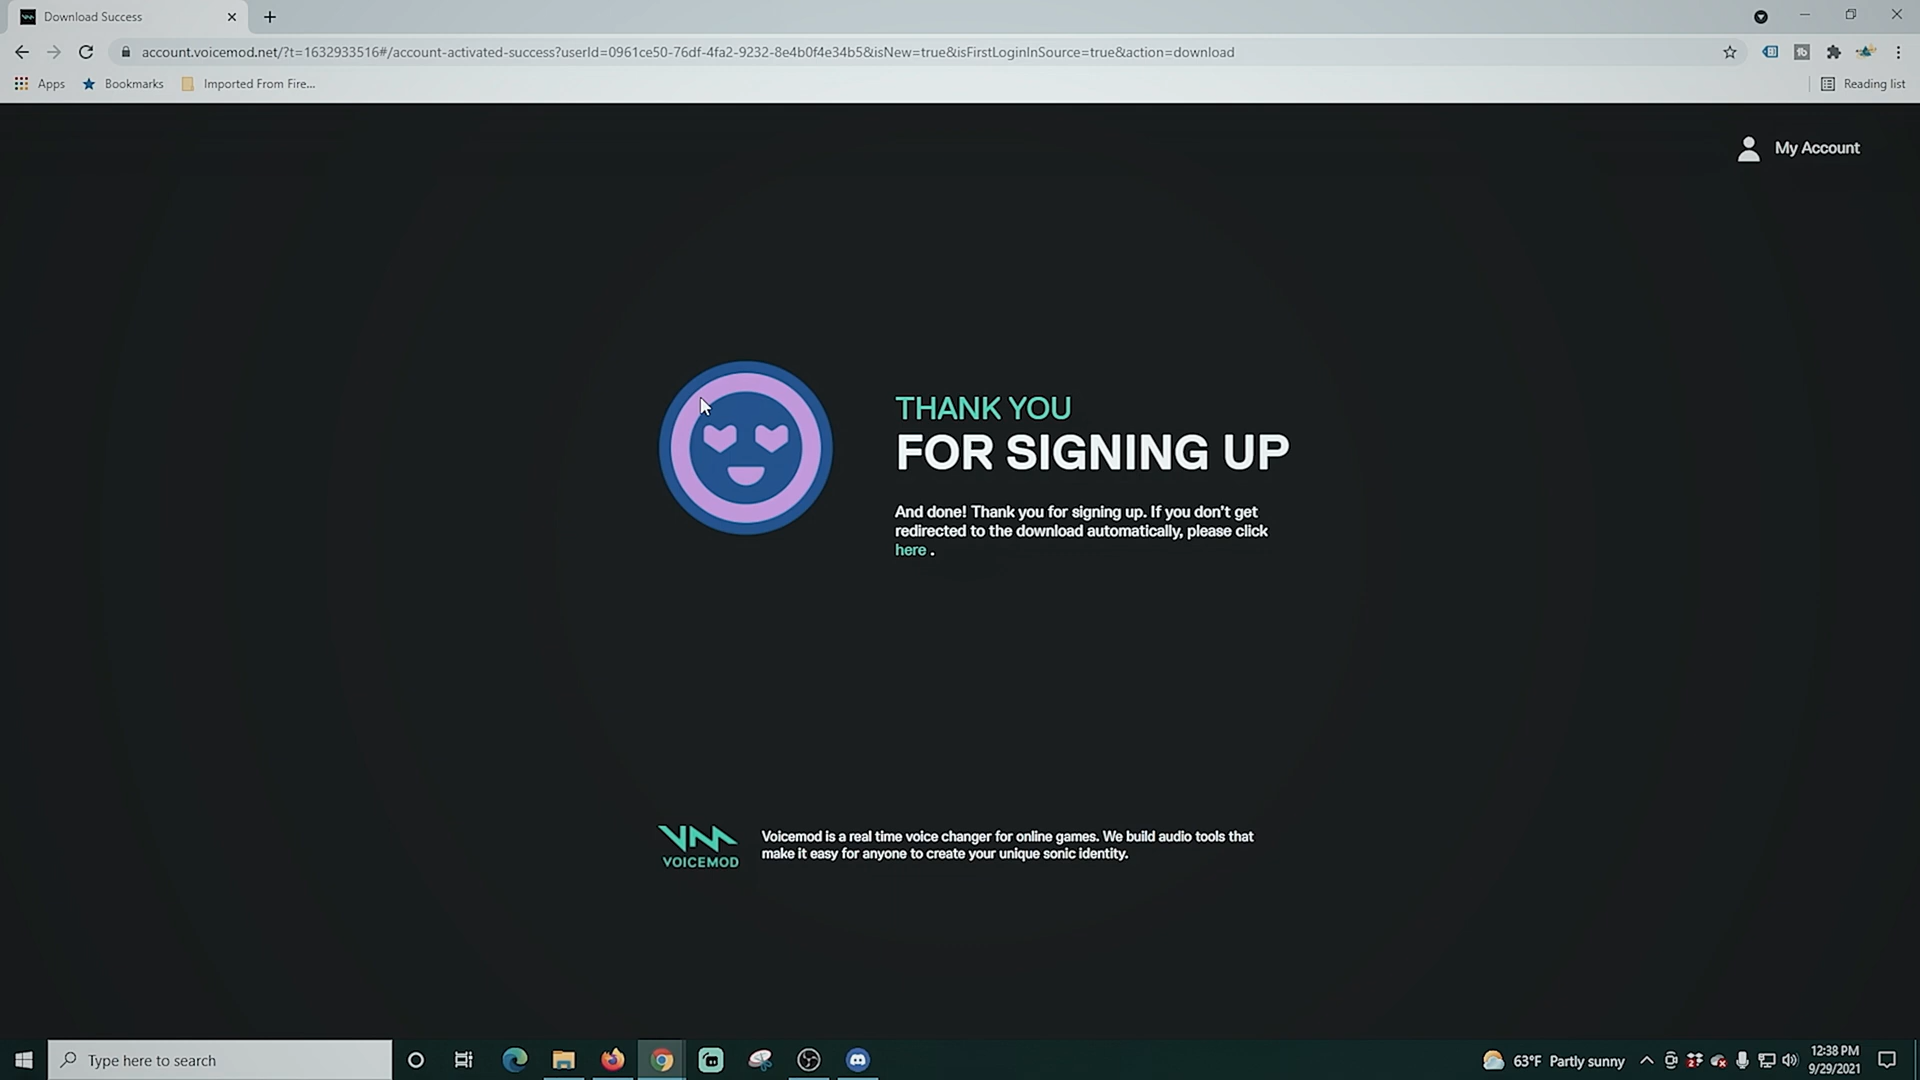 Download Success
account.voicemod.net/?t=1632933516#/account-activated-success?userId=0961ce50-76df-4fa2-9232-8e4b0f4e34b5&isNew=true&isFirstLoginInSource=true&action=download
Apps
Bookmarks
Imported From Fire...
Reading list
My Account
THANK YOU
FOR SIGNING UP
And done! Thank you for signing up. If you don't get
redirected to the download automatically, please click
here .
VOICEMOD
Voicemod is a real time voice changer for online games. We build audio tools that
make it easy for anyone to create your unique sonic identity.
Type here to search
63°F Partly sunny
12:38 PM
9/29/2021